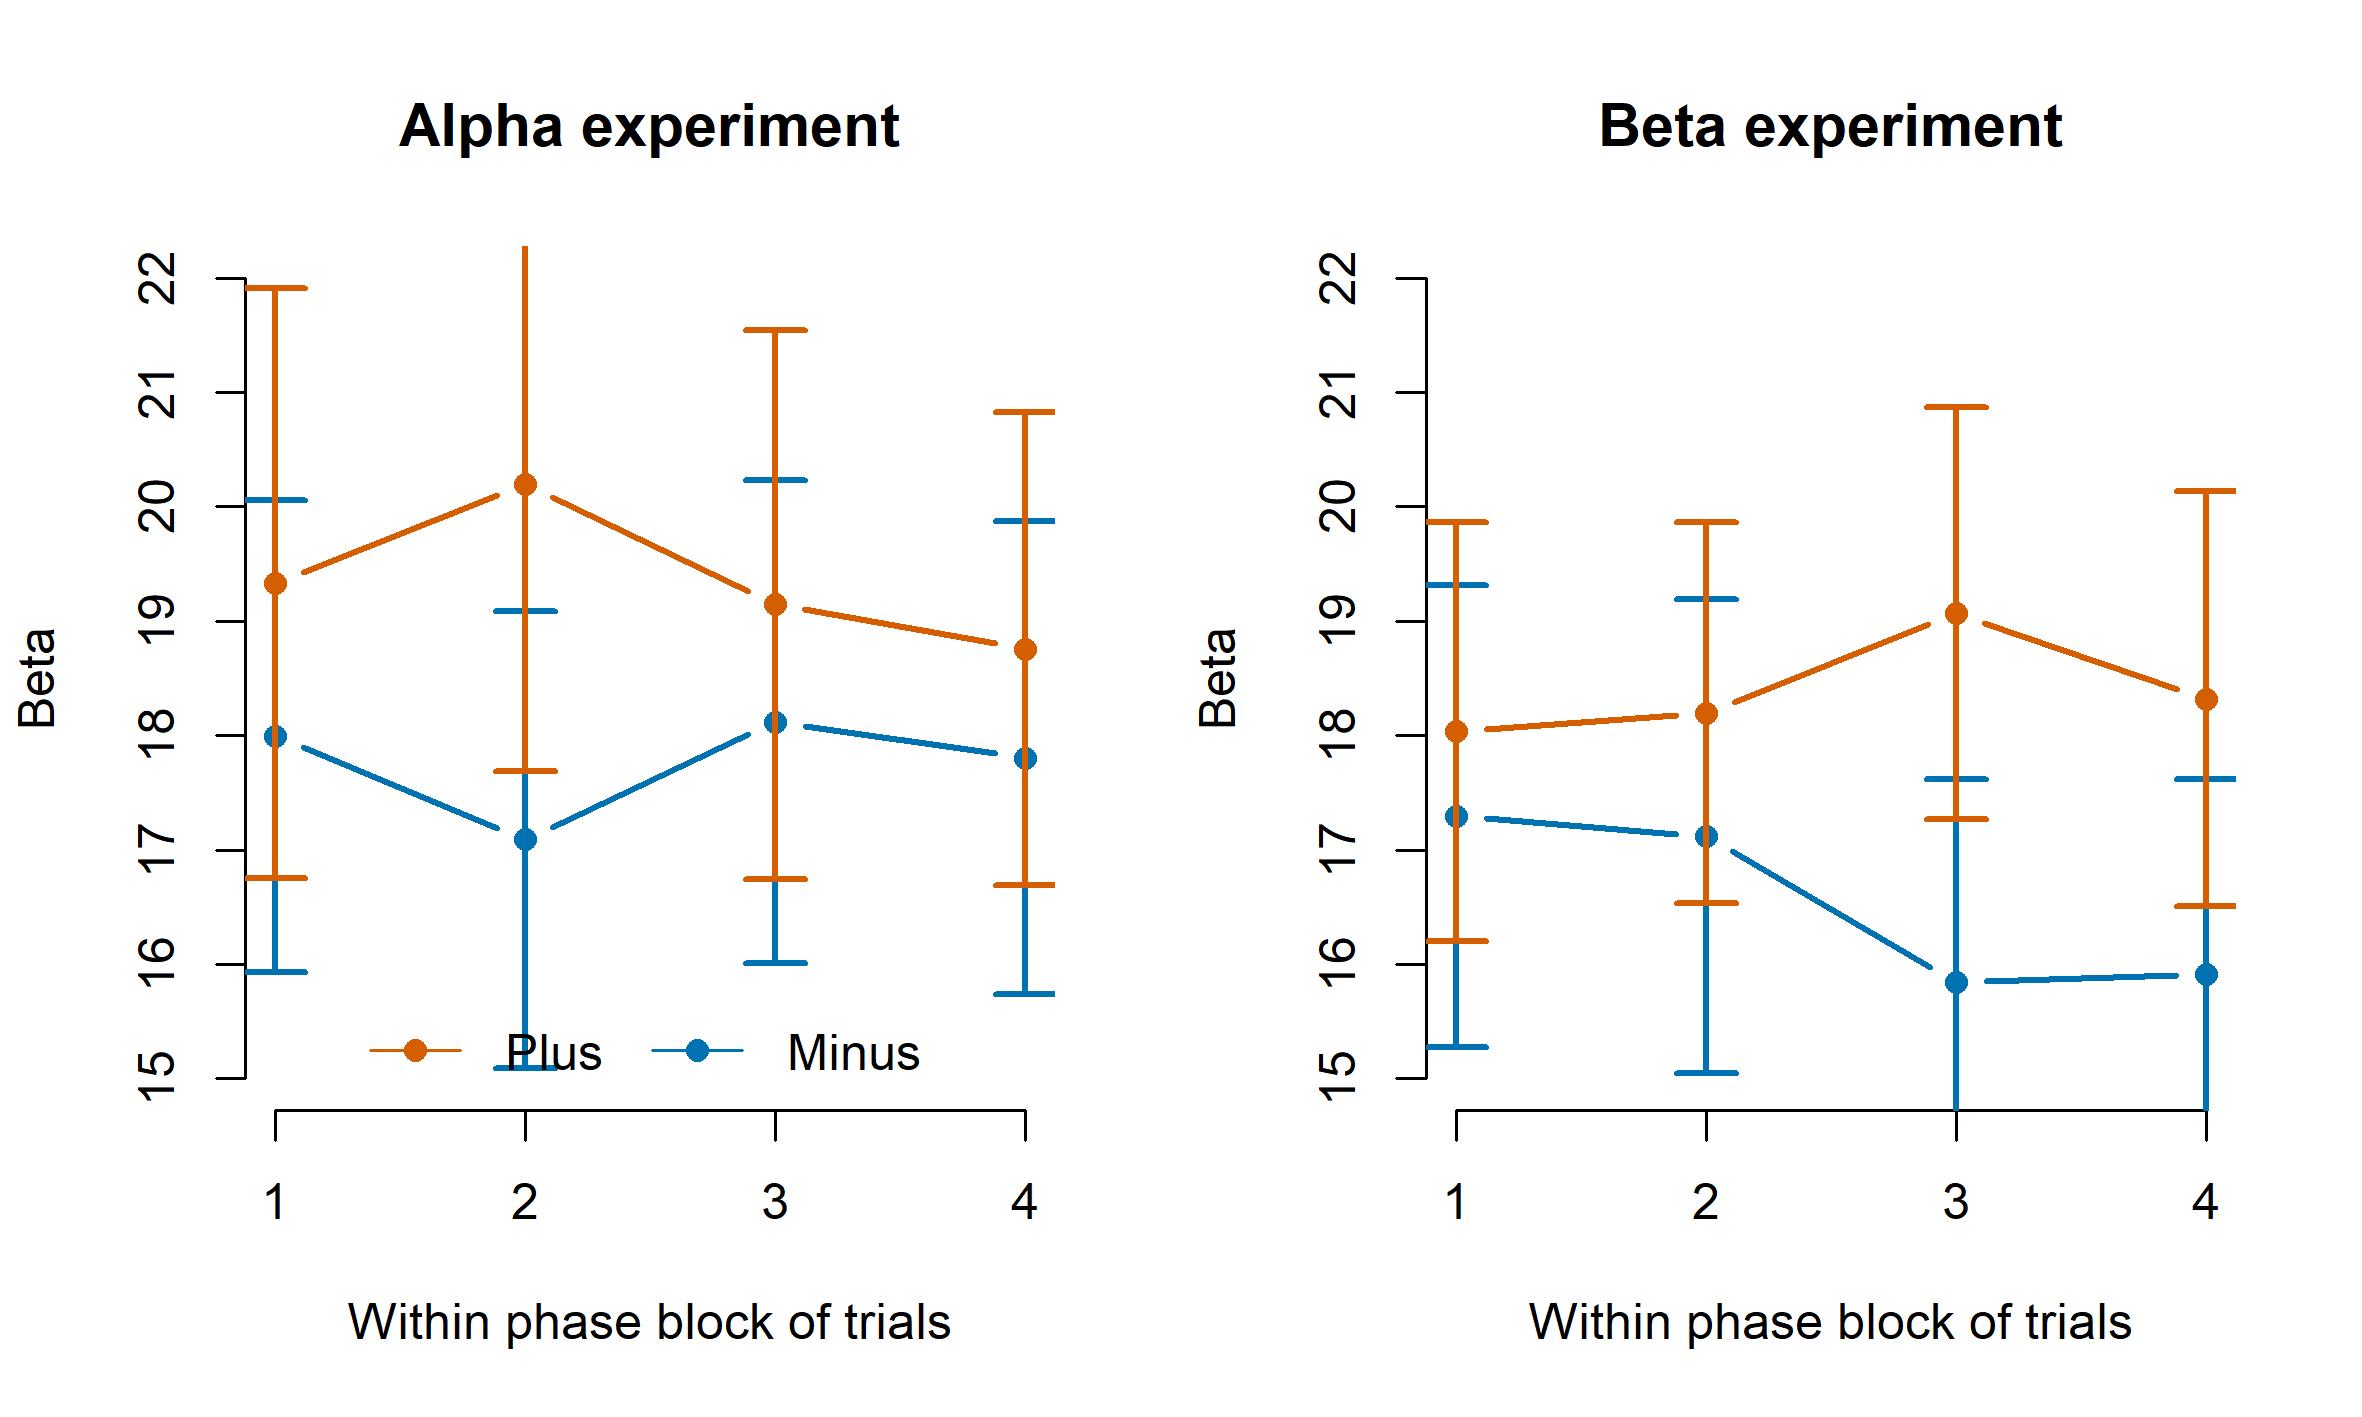 Alpha experiment
Beta
22
21
20
19
18
17
16
15
Plus Minus
1 2 3 4
Within phase block of trials
Beta experiment
Beta
22
21
20
19
18
17
16
15
1 2 3 4
Within phase block of trials